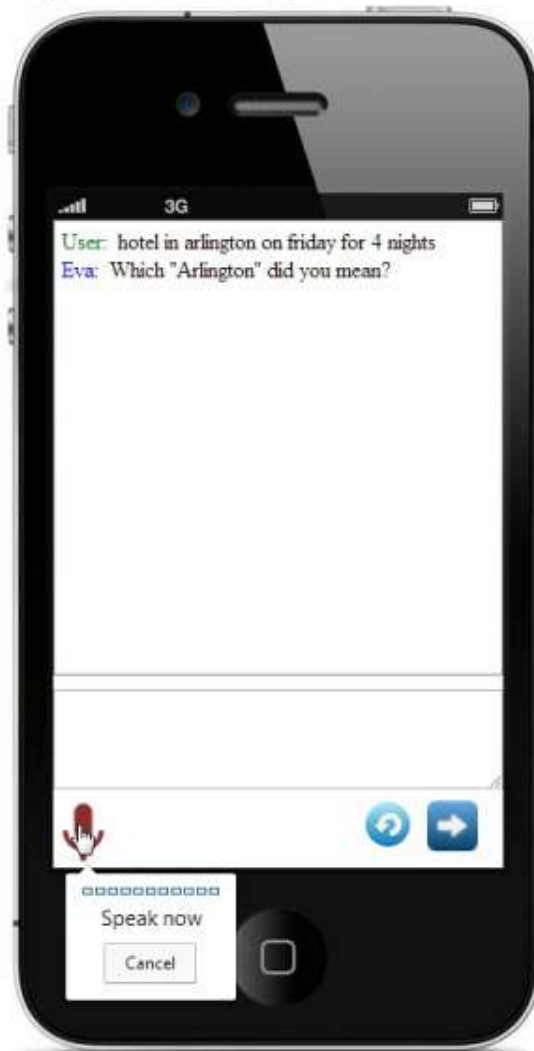 3G
User: hotel in arlington on friday for 4 nights
Eva: Which "Arlington" did you mean?
Speak now
Cancel